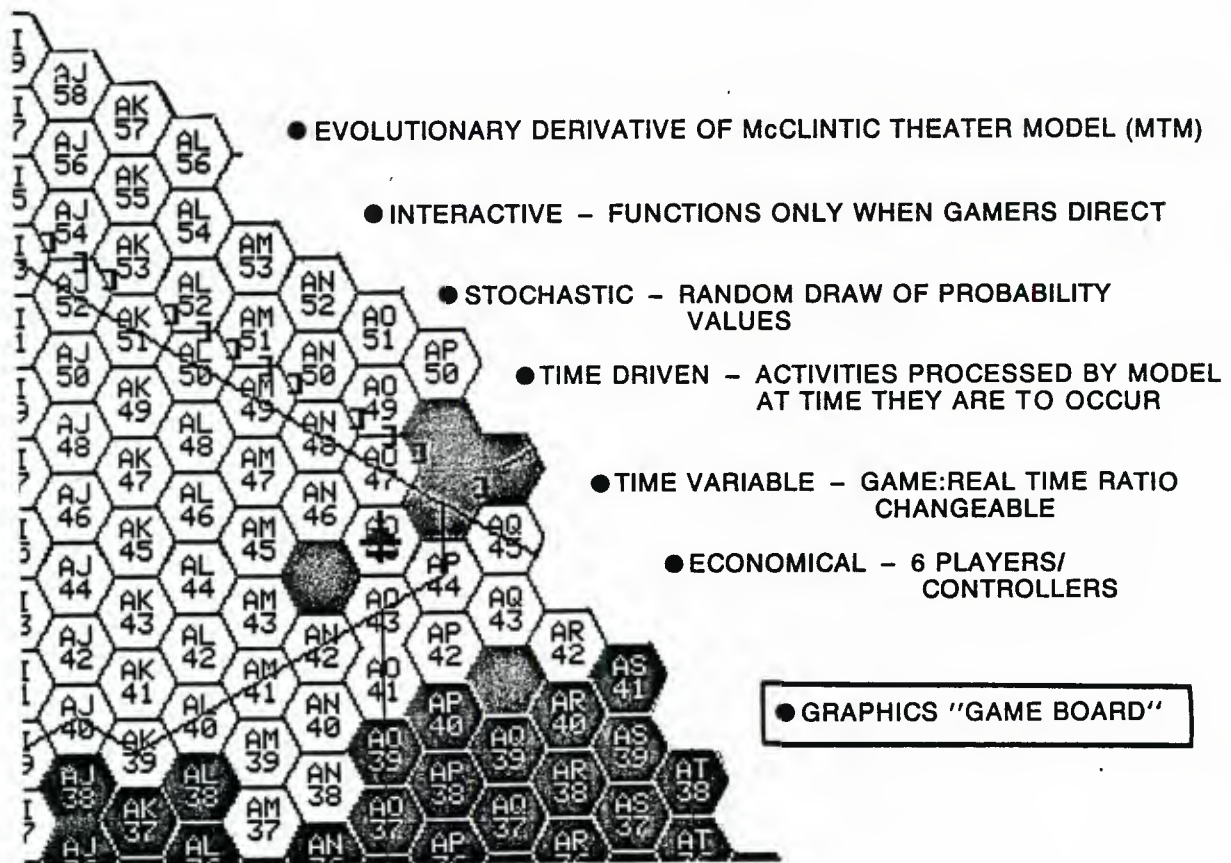 ● EVOLUTIONARY DERIVATIVE OF McCLINTIC THEATER MODEL (MTM)
● INTERACTIVE – FUNCTIONS ONLY WHEN GAMERS DIRECT
● STOCHASTIC – RANDOM DRAW OF PROBABILITY
VALUES
● TIME DRIVEN – ACTIVITIES PROCESSED BY MODEL
AT TIME THEY ARE TO OCCUR
● TIME VARIABLE – GAME:REAL TIME RATIO
CHANGEABLE
● ECONOMICAL – 6 PLAYERS/
CONTROLLERS
● GRAPHICS "GAME BOARD"
AJ
58
AJ
56
AJ
54
AJ
52
AJ
50
AJ
48
AJ
46
AJ
44
AJ
42
AJ
40
AJ
38
AK
57
AK
55
AK
53
AK
51
AK
49
AK
47
AK
45
AK
43
AK
41
AK
39
AK
37
AL
56
AL
54
AL
52
AL
50
AL
48
AL
46
AL
44
AL
42
AL
40
AL
38
AL
AM
53
AM
51
AM
49
AM
47
AM
45
AM
43
AM
41
AM
39
AM
37
AN
52
AN
50
AN
48
AN
46
AN
42
AN
40
AN
38
AN
AO
51
AO
49
AO
47
AO
43
AO
41
AO
39
AO
37
AP
50
AP
44
AP
42
AP
40
AP
38
AP
AQ
45
AQ
43
AQ
39
AQ
37
AR
42
AR
40
AR
38
AR
AS
41
AS
39
AS
37
AT
38
AT